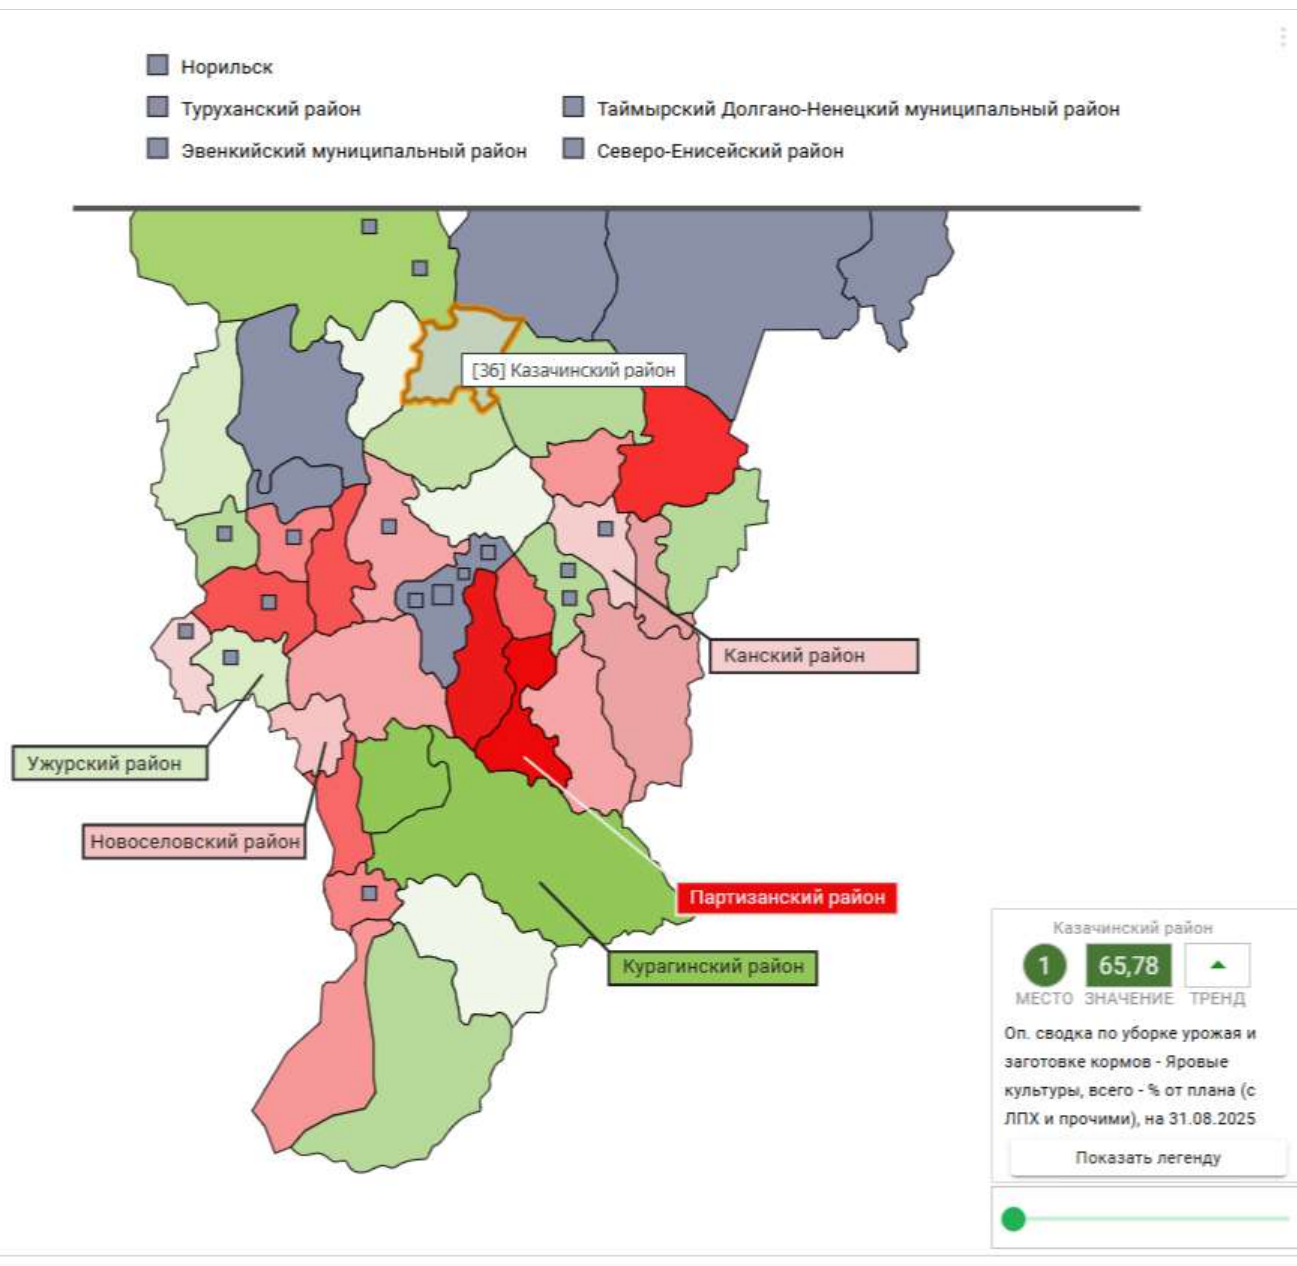 Норильск
Туруханский район
Таймырский Долгано-Ненецкий муниципальный район
Эвенкийский муниципальный район
Северо-Енисейский район
[36] Казачинский район
Канский район
Ужурский район
Новоселовский район
Партизанский район
Курагинский район
Казачинский район
1
65,78
МЕСТО ЗНАЧЕНИЕ ТРЕНД
Оп. сводка по уборке урожая и
заготовке кормов - Яровые
культуры, всего - % от плана (с
ЛПХ и прочими), на 31.08.2025
Показать легенду